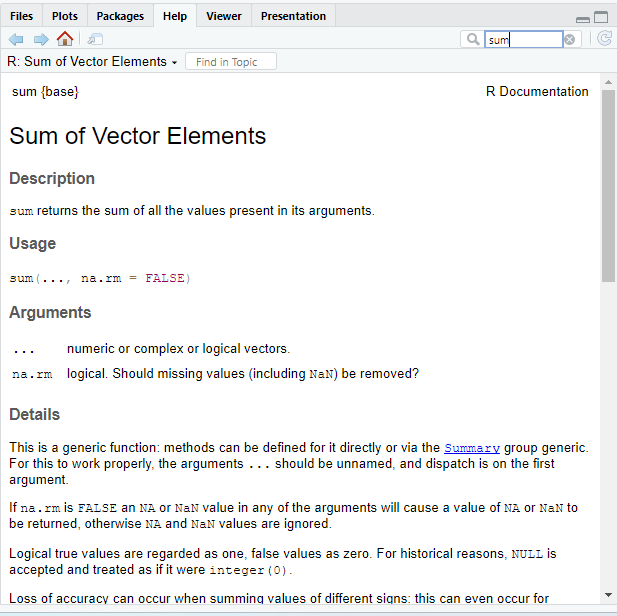 Files Plots Packages Help Viewer Presentation
sum
R: Sum of Vector Elements Find in Topic
sum {base} R Documentation
Sum of Vector Elements
Description
sum returns the sum of all the values present in its arguments.
Usage
sum(..., na.rm = FALSE)
Arguments
... numeric or complex or logical vectors.
na.rm logical. Should missing values (including NaN) be removed?
Details
This is a generic function: methods can be defined for it directly or via the Summary group generic.
For this to work properly, the arguments ... should be unnamed, and dispatch is on the first
argument.
If na.rm is FALSE an NA or NaN value in any of the arguments will cause a value of NA or NaN to
be returned, otherwise NA and NaN values are ignored.
Logical true values are regarded as one, false values as zero. For historical reasons, NULL is
accepted and treated as if it were integer(0).
Loss of accuracy can occur when summing values of different signs: this can even occur for